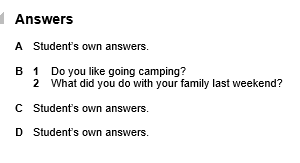 Answers
A Student's own answers.
B 1 Do you like going camping?
2 What did you do with your family last weekend?
C Student's own answers.
D Student's own answers.